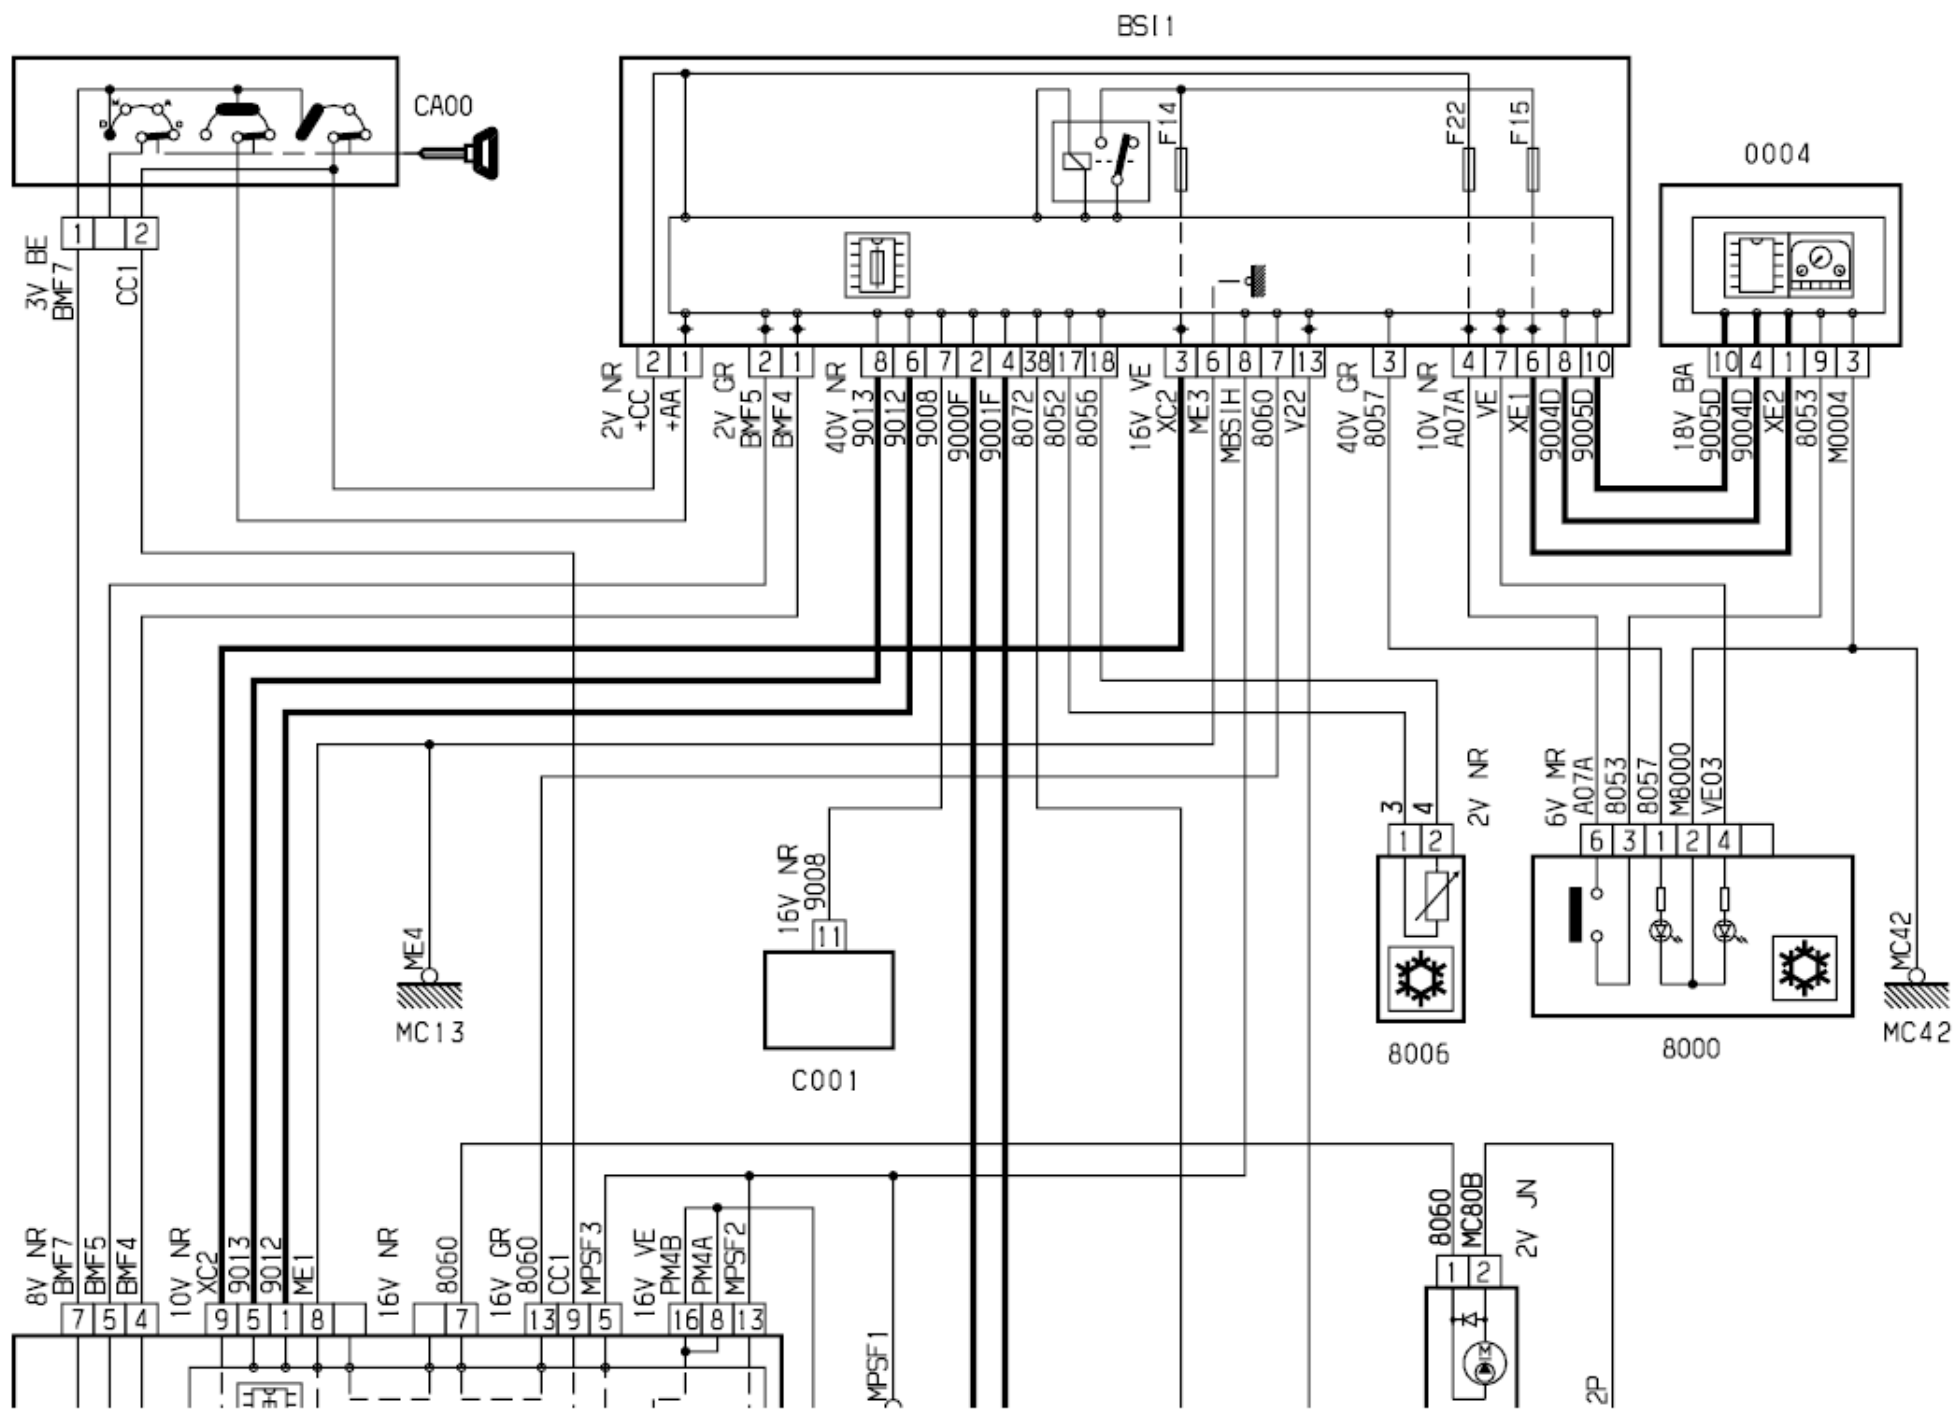 BSI1
CA00
M A
D D
F14
F22
F15
0004
1 2
3V BE
BMF7
CC1
2 1
2 1
8 6 7 2 4 38 17 18
3 6 8 7 13
3
4 7 6 8 10
10 4 1 9 3
2V NR
+CC
+AA
2V GR
BMF5
BMF4
40V NR
9013
9012
9008
9000F
9001F
8072
8052
8056
16V VE
XC2
ME3
MBSIH
8060
V22
40V GR
8057
10V NR
A07A
VE
XE1
9004D
9005D
18V BA
9005D
9004D
XE2
8053
M0004
3 4
2V NR
1 2
8006
6V MR
A07A
8053
8057
M8000
VE03
6 3 1 2 4
8000
MC42
MC42
ME4
MC13
16V NR
9008
11
C001
8V NR
BMF7
BMF5
BMF4
7 5 4
10V NR
XC2
9013
9012
ME1
9 5 1 8
16V NR
8060
7
16V GR
8060
CC1
MPSF3
13 9 5
16V VE
PM4B
PM4A
MPSF2
16 8 13
MPSF1
8060
MC80B
2V JN
1 2
M
2P